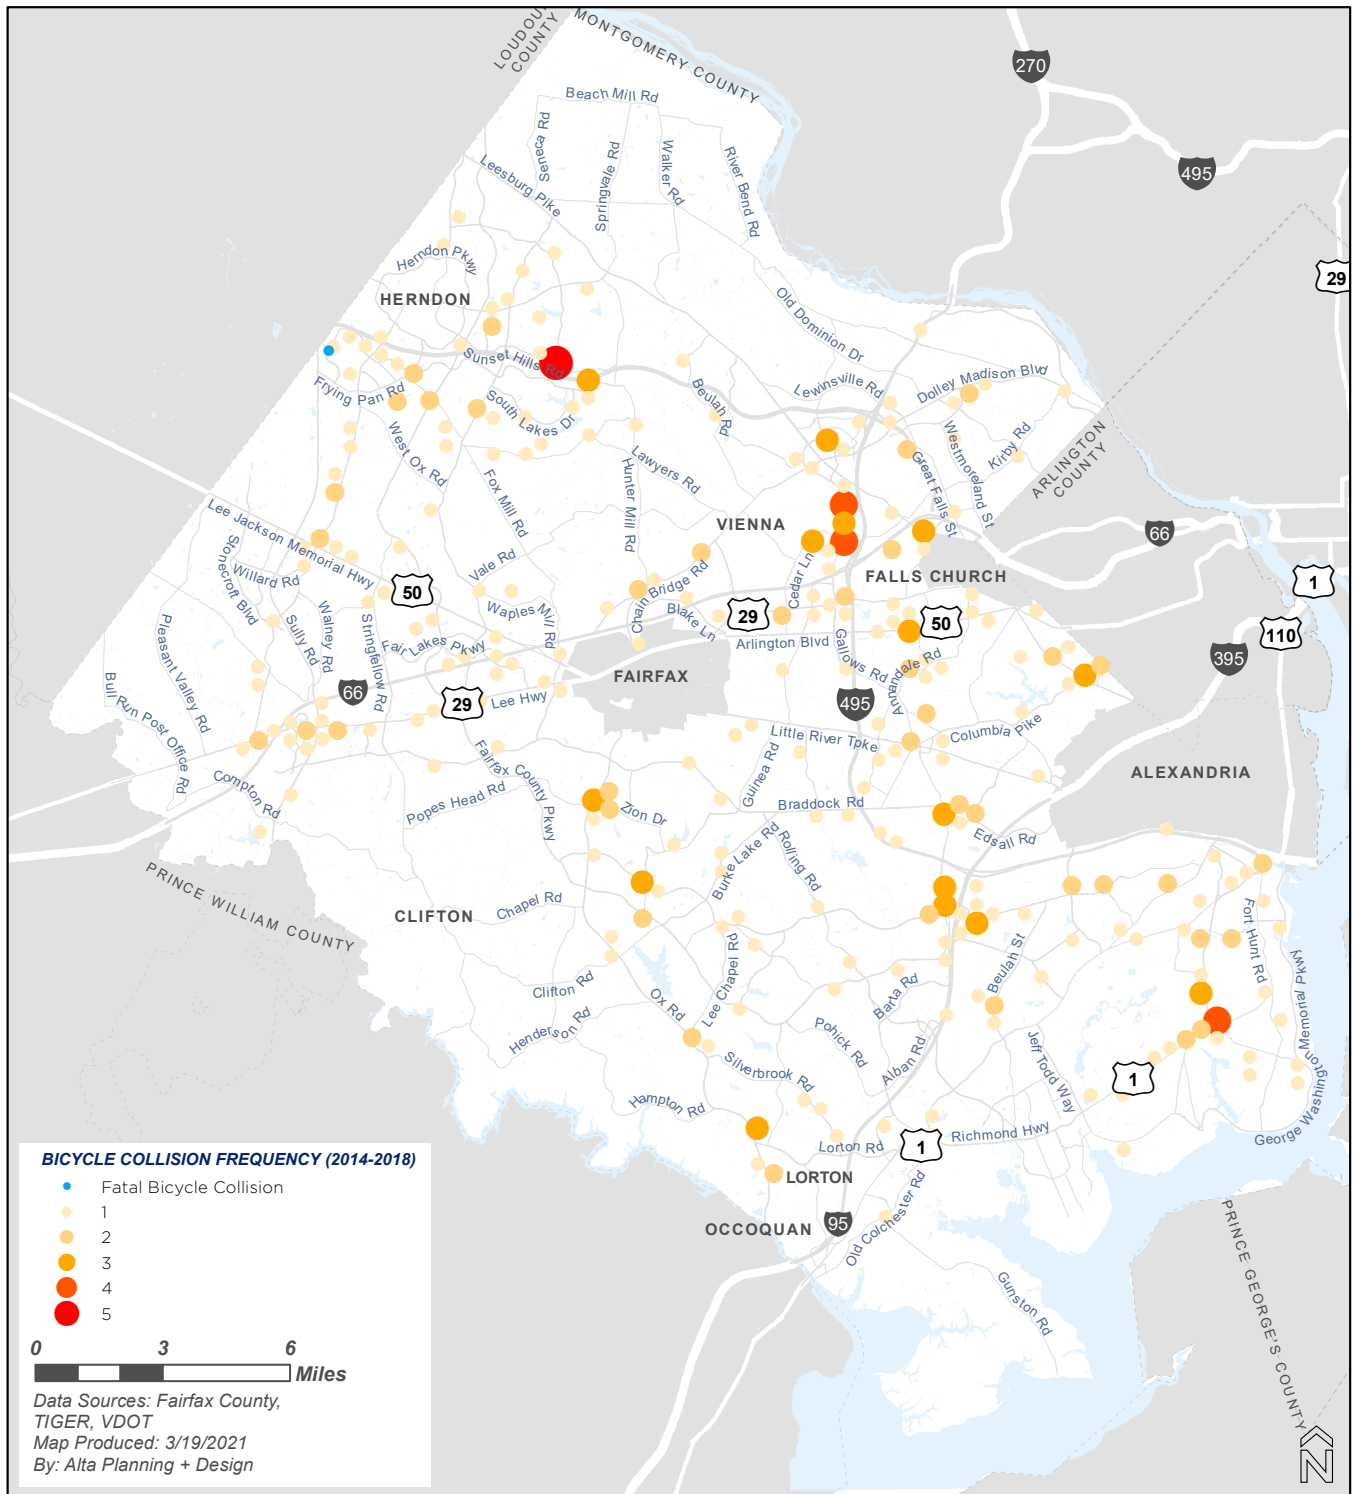 LOUDOUN
COUNTY
MONTGOMERY COUNTY
270
495
29
Beach Mill Rd
Seneca Rd
Springvale Rd
Walker Rd
River Bend Rd
Leesburg Pike
Herndon Pkwy
HERNDON
Old Dominion Dr
Sunset Hills Rd
Frying Pan Rd
South Lakes Dr
Beulah Rd
Lewinsville Rd
Dolley Madison Blvd
Westmoreland St
Kirby Rd
ARLINGTON
COUNTY
West Ox Rd
Fox Mill Rd
Lawyers Rd
Hunter Mill Rd
Great Falls St
66
Lee Jackson Memorial Hwy
VIENNA
Stonecroft Blvd
Willard Rd
50
Vale Rd
Chain Bridge Rd
Cedar Ln
FALLS CHURCH
1
Pleasant Valley Rd
Sully Rd
Walney Rd
Stringfellow Rd
Waples Mill Rd
Blake Ln
29
50
110
Fair Lakes Pkwy
Arlington Blvd
Gallows Rd
Annandale Rd
395
Bull Run Post Office Rd
66
29
Lee Hwy
FAIRFAX
495
Little River Tpke
Columbia Pike
Compton Rd
Fairfax County Pkwy
Popes Head Rd
Guinea Rd
ALEXANDRIA
Zion Dr
Braddock Rd
Edsall Rd
Burke Lake Rd
Rolling Rd
PRINCE WILLIAM COUNTY
CLIFTON
Chapel Rd
Fort Hunt Rd
Lee Chapel Rd
Beulah St
Clifton Rd
Ox Rd
Barta Rd
George Washington Memorial Pkwy
Henderson Rd
Pohick Rd
Alban Rd
Jeff Todd Way
Silverbrook Rd
1
Hampton Rd
Lorton Rd
1
Richmond Hwy
LORTON
OCCOQUAN
95
Old Colchester Rd
Gunston Rd
PRINCE GEORGE'S COUNTY
BICYCLE COLLISION FREQUENCY (2014-2018)
Fatal Bicycle Collision
1
2
3
4
5
0 3 6
Miles
Data Sources: Fairfax County,
TIGER, VDOT
Map Produced: 3/19/2021
By: Alta Planning + Design
N